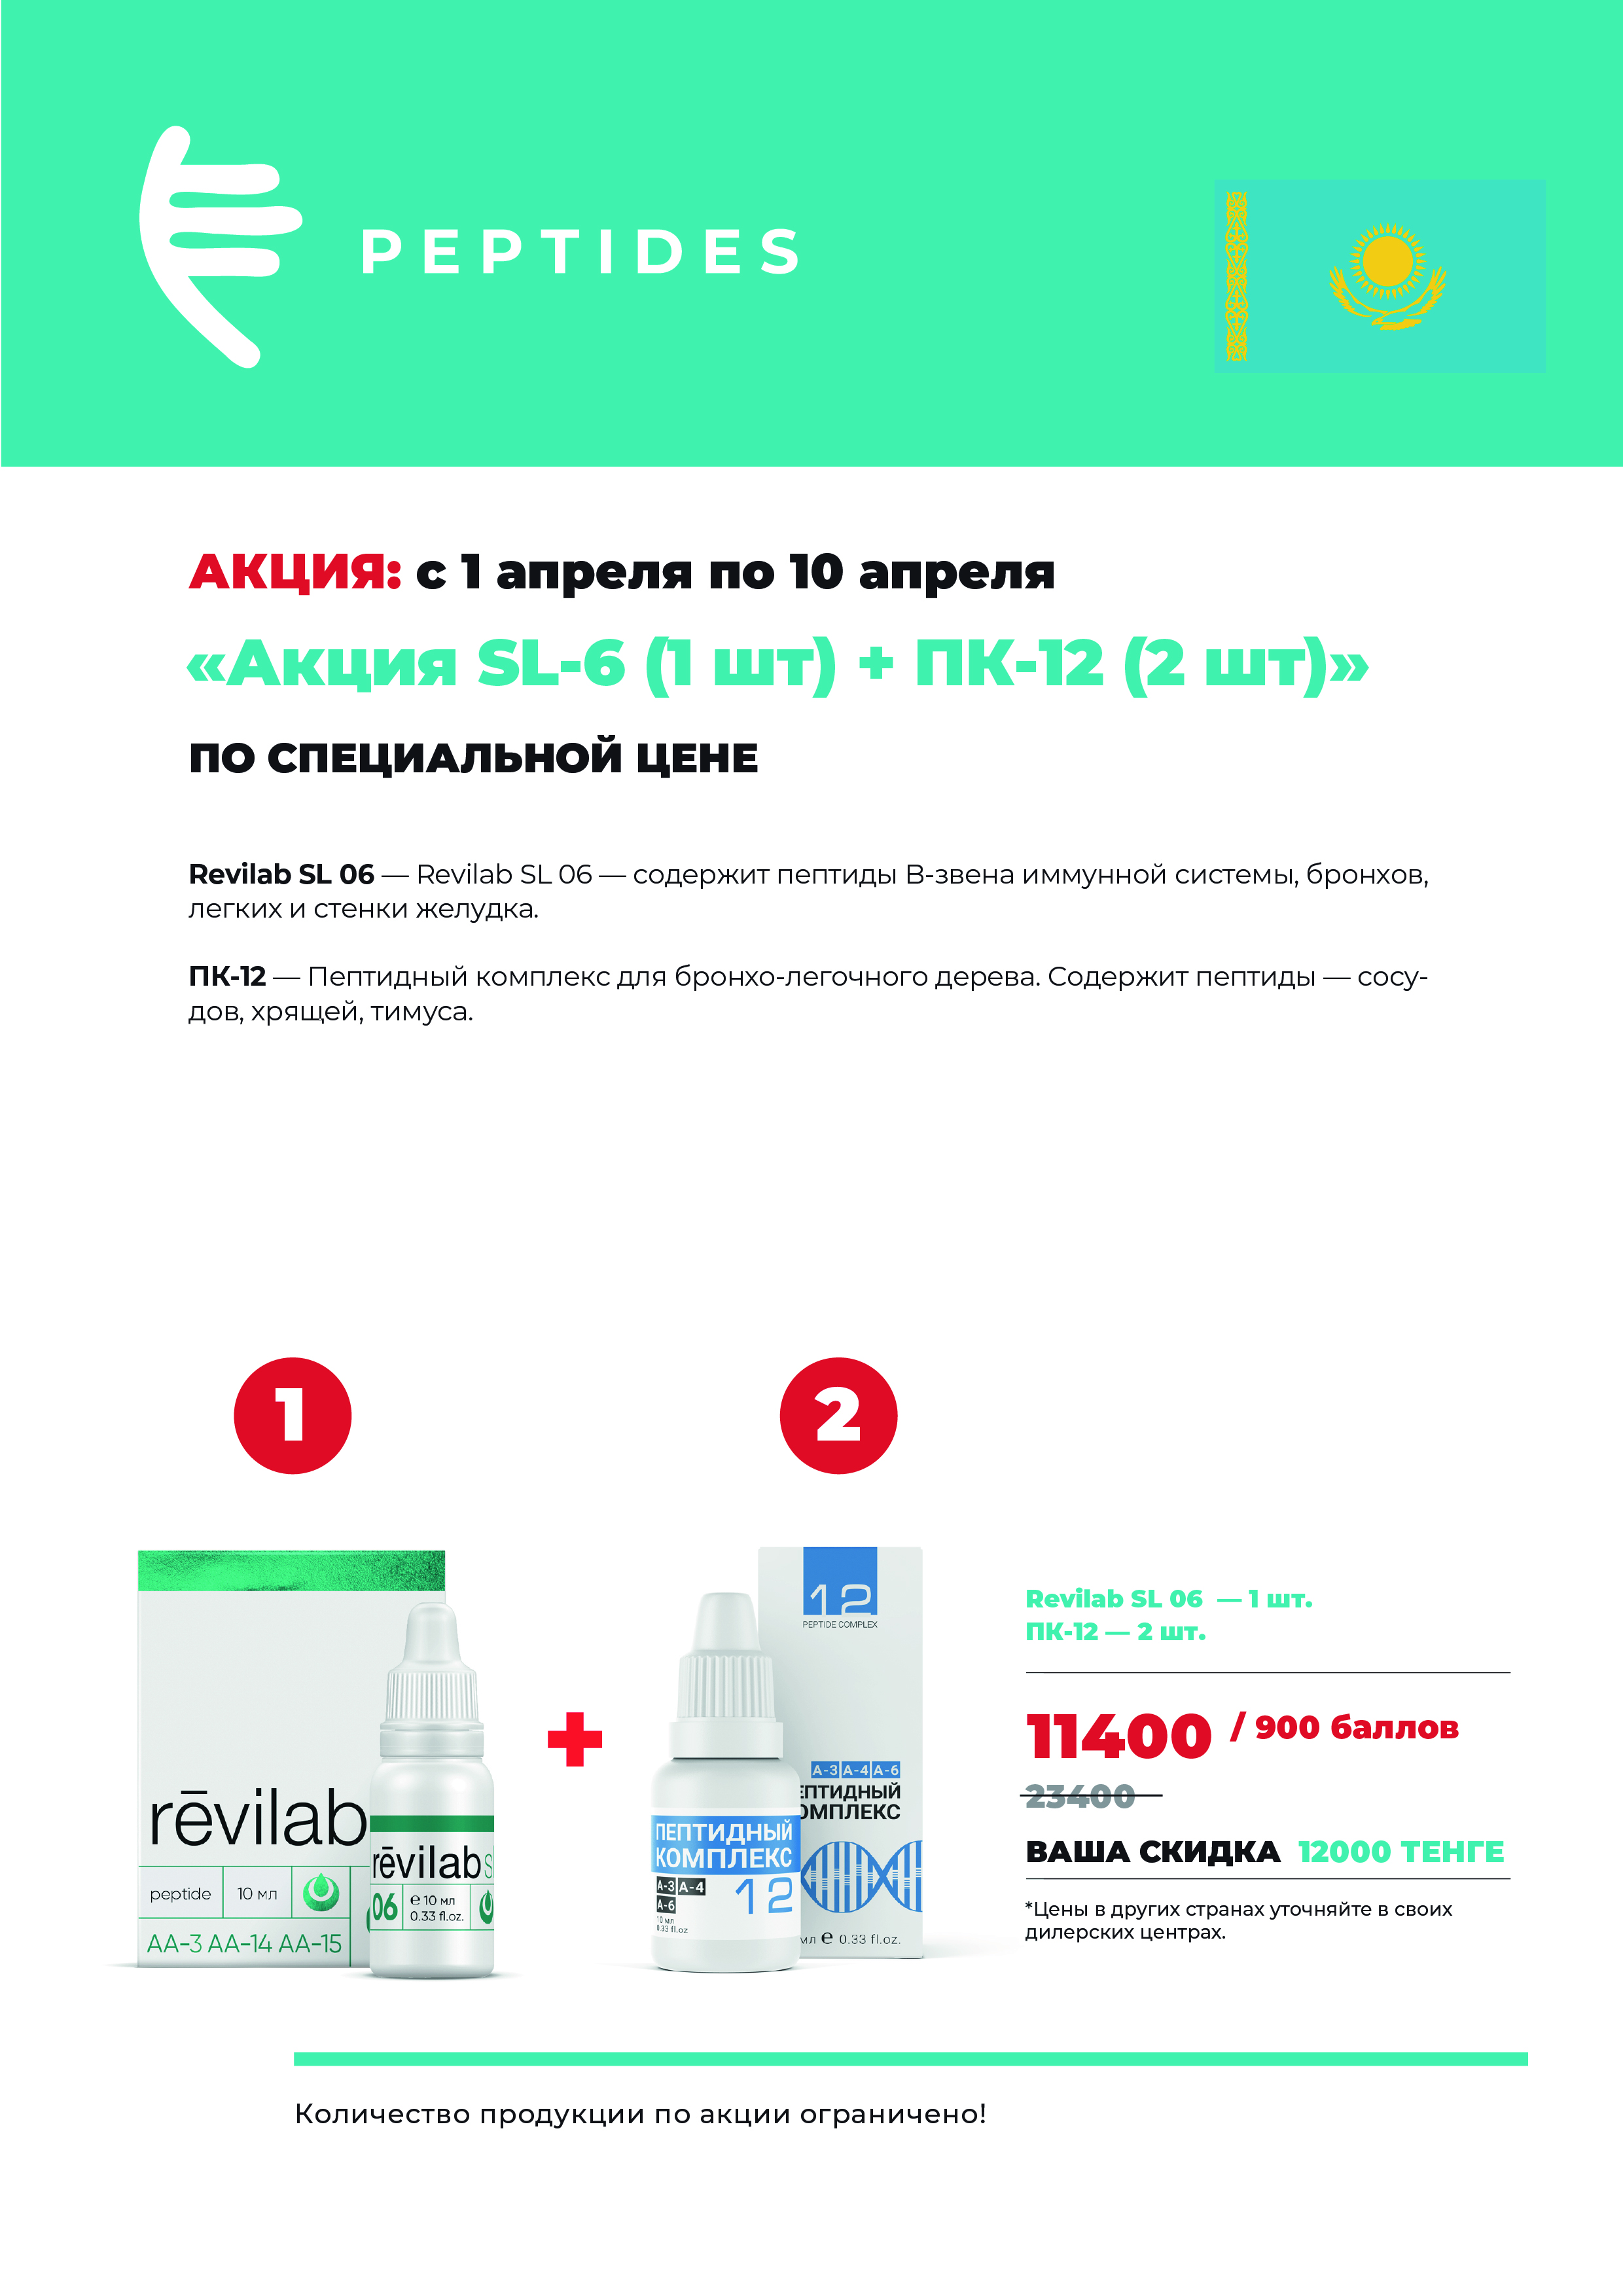 PEPTIDES
АКЦИЯ: с 1 апреля по 10 апреля
«Акция SL-6 (1 шт) + ПК-12 (2 шт)»
ПО СПЕЦИАЛЬНОЙ ЦЕНЕ
Revilab SL 06 — Revilab SL 06 — содержит пептиды В-звена иммунной системы, бронхов,
легких и стенки желудка.
ПК-12 — Пептидный комплекс для бронхо-легочного дерева. Содержит пептиды — сосу-
дов, хрящей, тимуса.
1
2
rēvilab
peptide
10 мл
AA-3 AA-14 AA-15
rēvilab s
06
e 10 мл
0.33 fl.oz.
+
12
PEPTIDE COMPLEX
А-3 А-4 А-6
ЕПТИДНЫЙ
ОМПЛЕКС
мл e 0.33 fl.oz.
ПЕПТИДНЫЙ
КОМПЛЕКС
А-3 А-4
А-6
12
10 мл
0.33 fl.oz
Revilab SL 06 — 1 шт.
ПК-12 — 2 шт.
11400 / 900 баллов
23400
ВАША СКИДКА 12000 ТЕНГЕ
*Цены в других странах уточняйте в своих
дилерских центрах.
Количество продукции по акции ограничено!